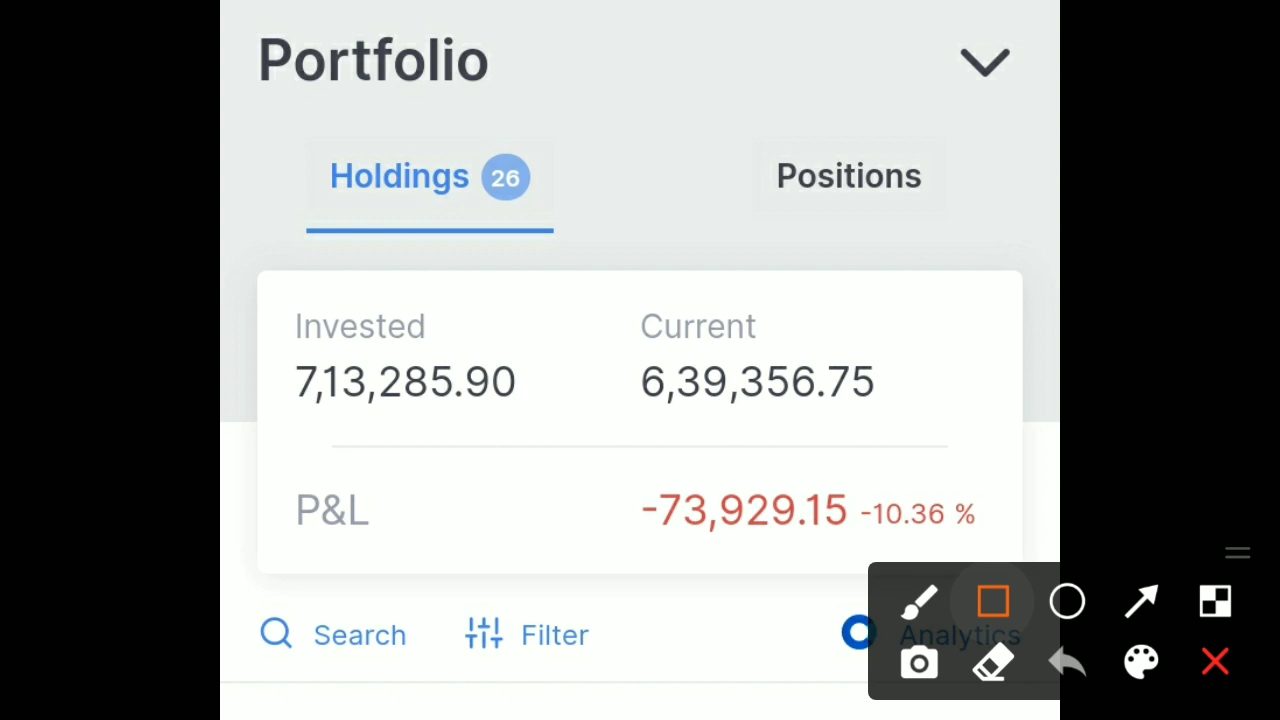 Portfolio
Holdings 26 Positions
Invested Current
7,13,285.90 6,39,356.75
P&L -73,929.15 -10.36 %
Search Filter Analytics